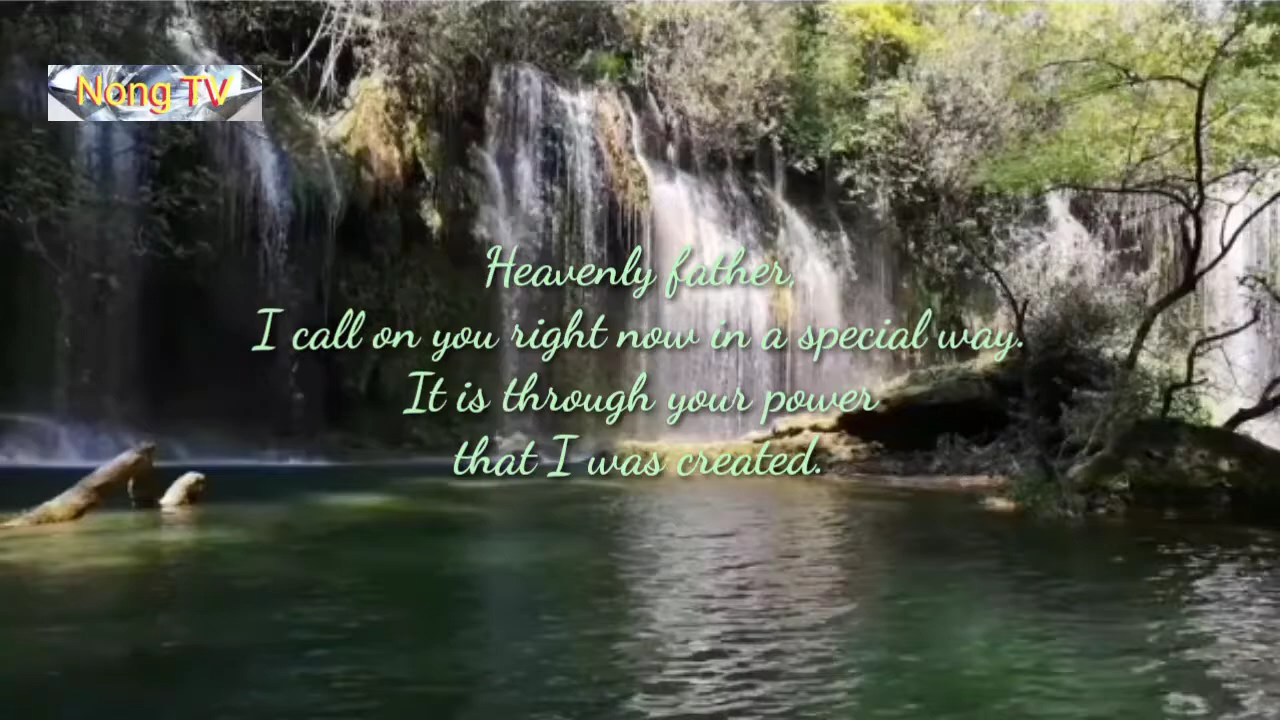 Nong TV
Heavenly father,
I call on you right now in a special way.
It is through your power
that I was created.